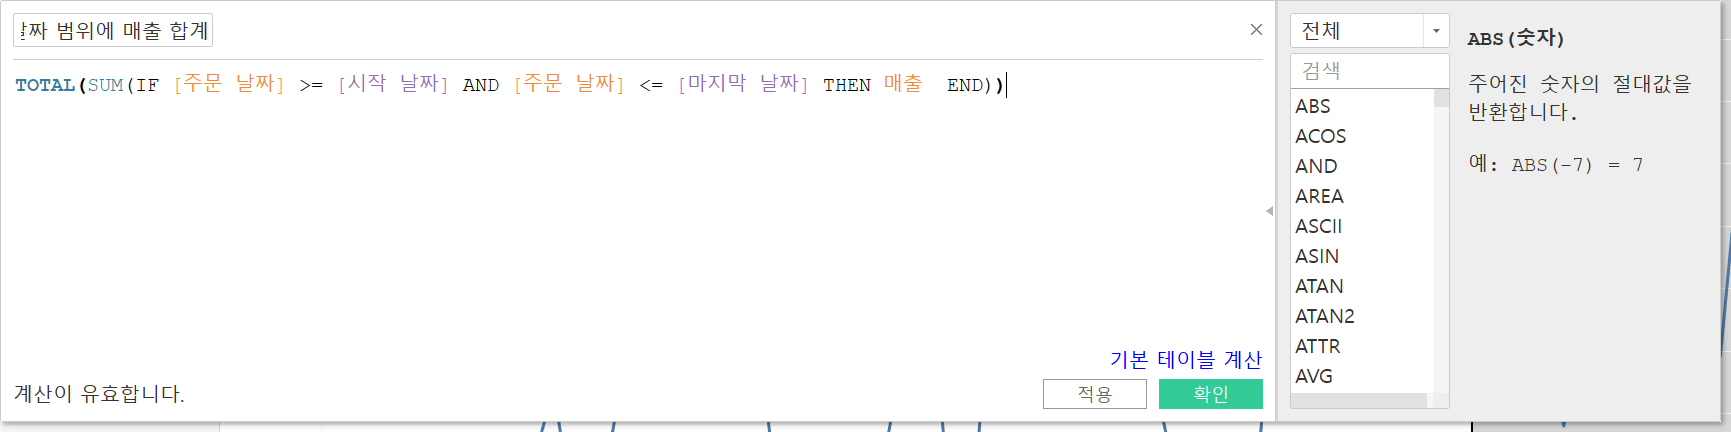 날짜 범위에 매출 합계
TOTAL(SUM(IF [주문 날짜] >= [시작 날짜] AND [주문 날짜] <= [마지막 날짜] THEN 매출  END))
기본 테이블 계산
계산이 유효합니다.
적용
확인
전체
검색
ABS
ACOS
AND
AREA
ASCII
ASIN
ATAN
ATAN2
ATTR
AVG
ABS(숫자)
주어진 숫자의 절대값을
반환합니다.
예: ABS(-7) = 7